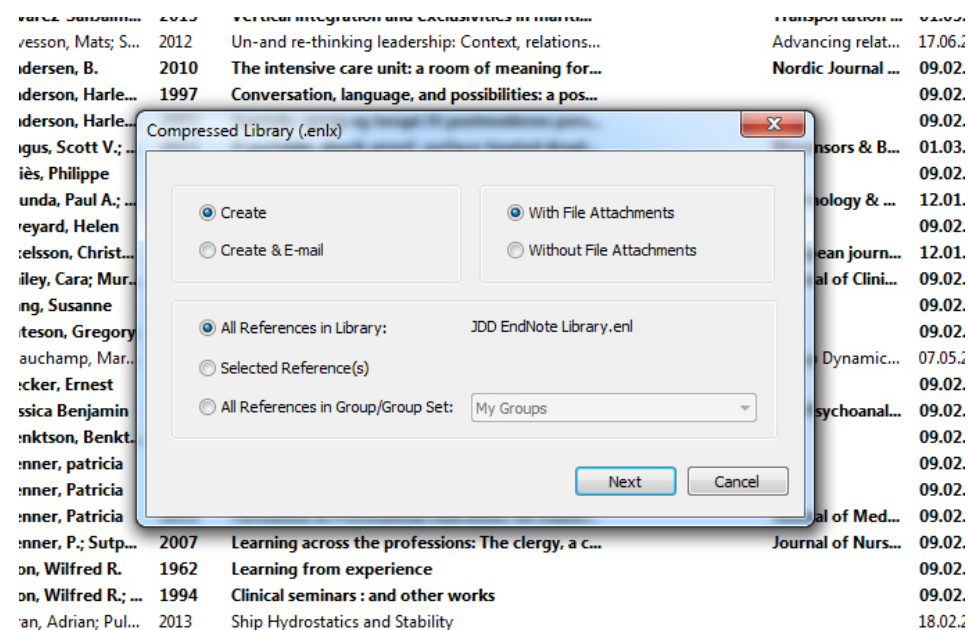 vesson, Mats; S... 2012 Un-and re-thinking leadership: Context, relations... Advancing relat... 17.06.2
dersen, B. 2010 The intensive care unit: a room of meaning for... Nordic Journal ... 09.02.
derson, Harle... 1997 Conversation, language, and possibilities: a pos... 09.02.
derson, Harle... 09.02.
Compressed Library (.enlx)
gus, Scott V.; ... nsors & B... 01.03.
iès, Philippe 09.02.
unda, Paul A.; ... ology & ... 12.01.
veyard, Helen 09.02.
Create With File Attachments
Create & E-mail Without File Attachments
elsson, Christ... ean journ... 12.01.
iley, Cara; Mur... al of Clini... 09.02.
ng, Susanne 09.02.
teson, Gregory 09.02.
All References in Library: JDD EndNote Library.enl
auchamp, Mar... Dynamic... 07.05.2
Selected Reference(s)
cker, Ernest 09.02.
ssica Benjamin sychoanal... 09.02.
All References in Group/Group Set: My Groups
nktson, Benkt. 09.02.
enner, patricia 09.02.
enner, Patricia 09.02.
Next Cancel
enner, Patricia al of Med... 09.02.
enner, P.; Sutp... 2007 Learning across the professions: The clergy, a c... Journal of Nurs... 09.02.
on, Wilfred R. 1962 Learning from experience 09.02.
on, Wilfred R.; ... 1994 Clinical seminars : and other works 09.02.
ran, Adrian; Pul... 2013 Ship Hydrostatics and Stability 18.02.2